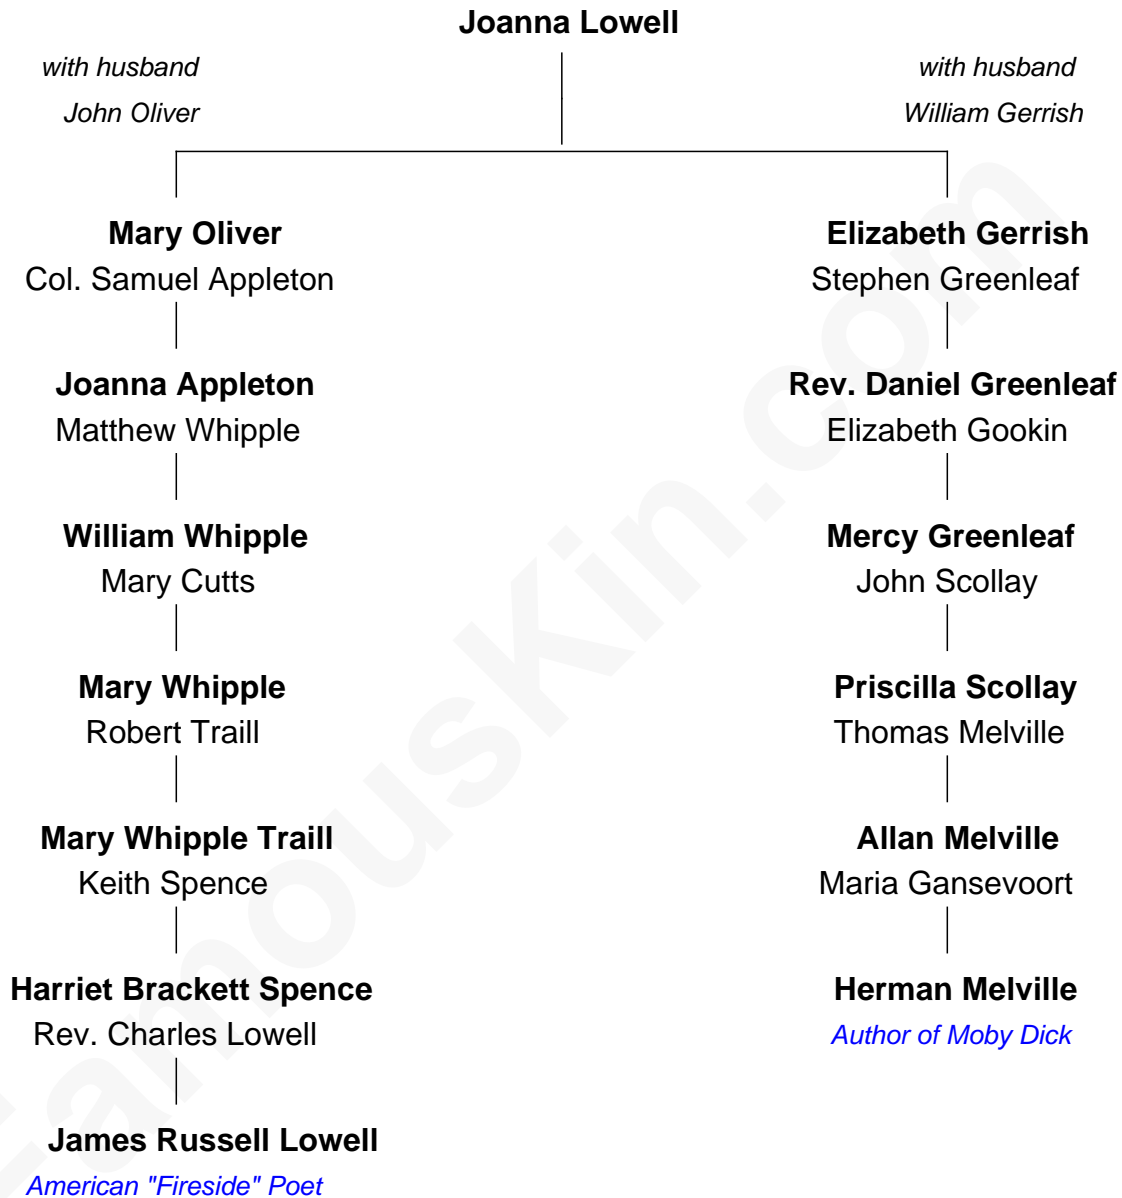 Joanna Lowell
with husband
John Oliver
with husband
William Gerrish
Mary Oliver
Col. Samuel Appleton
Elizabeth Gerrish
Stephen Greenleaf
Joanna Appleton
Matthew Whipple
Rev. Daniel Greenleaf
Elizabeth Gookin
William Whipple
Mary Cutts
Mercy Greenleaf
John Scollay
Mary Whipple
Robert Traill
Priscilla Scollay
Thomas Melville
Mary Whipple Traill
Keith Spence
Allan Melville
Maria Gansevoort
Harriet Brackett Spence
Rev. Charles Lowell
Herman Melville
Author of Moby Dick
James Russell Lowell
American "Fireside" Poet
FamousKin.com